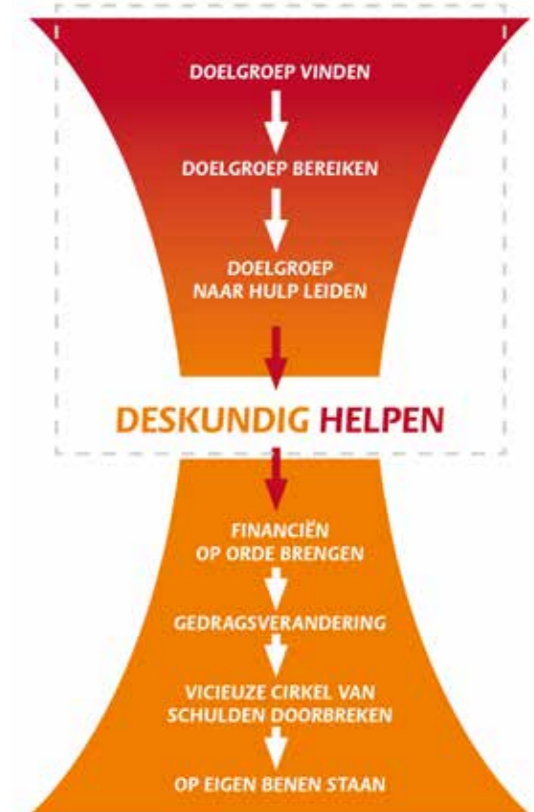 DOELGROEP VINDEN
DOELGROEP BEREIKEN
DOELGROEP
NAAR HULP LEIDEN
DESKUNDIG HELPEN
FINANCIËN
OP ORDE BRENGEN
GEDRAGSVERANDERING
VICIEUZE CIRKEL VAN
SCHULDEN DOORBREKEN
OP EIGEN BENEN STAAN